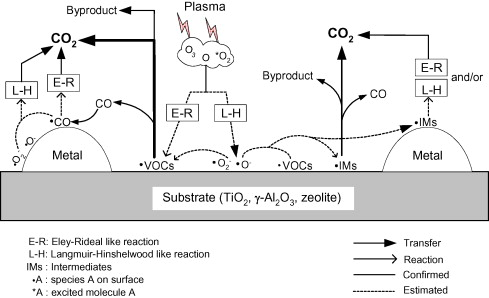 Byproduct
Plasma
CO2
O3
*O2
O
CO2
L-H
E-R
CO
E-R
L-H
Byproduct
CO
E-R
L-H
and/or
•CO
•O-
•O2-
Metal
•VOCs
•O2-
•O-
•VOCs
•IMs
•IMs
Metal
Substrate (TiO2, γ-Al2O3, zeolite)
E-R: Eley-Rideal like reaction
L-H: Langmuir-Hinshelwood like reaction
IMs : Intermediates
•A : species A on surface
*A : excited molecule A
Transfer
Reaction
Confirmed
Estimated